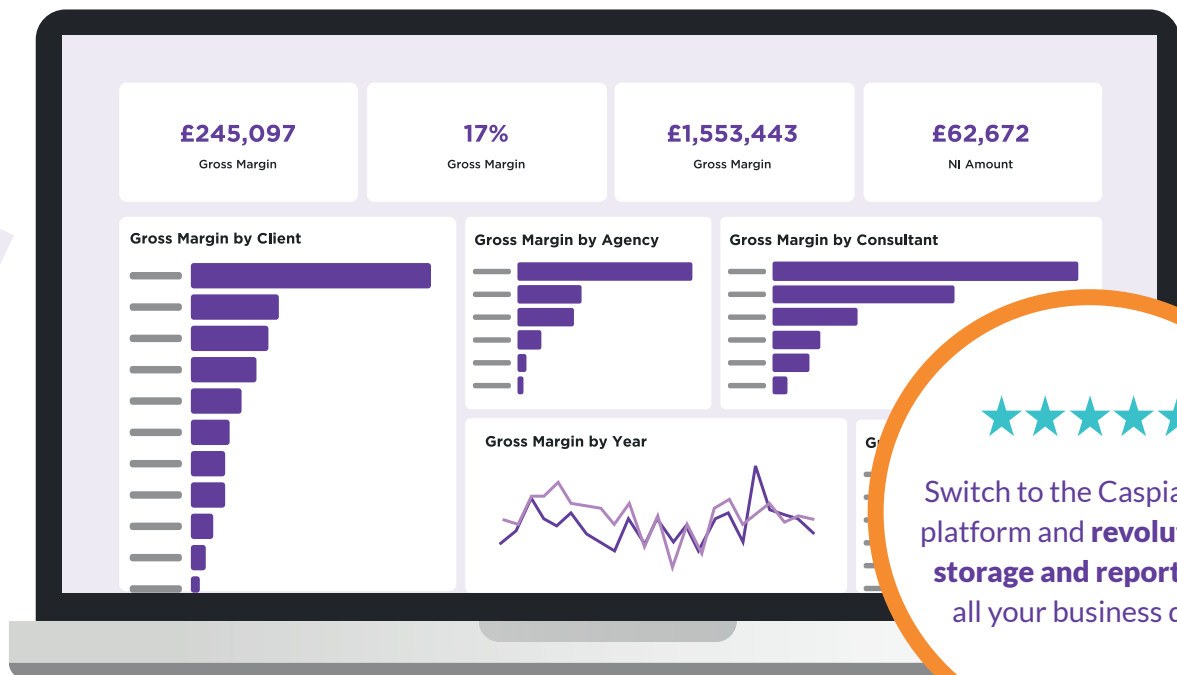 £245,097
Gross Margin
17%
Gross Margin
£1,553,443
Gross Margin
£62,672
NI Amount
Gross Margin by Client
Gross Margin by Agency
Gross Margin by Consultant
Gross Margin by Year
Switch to the
platform and
storage and
all your business